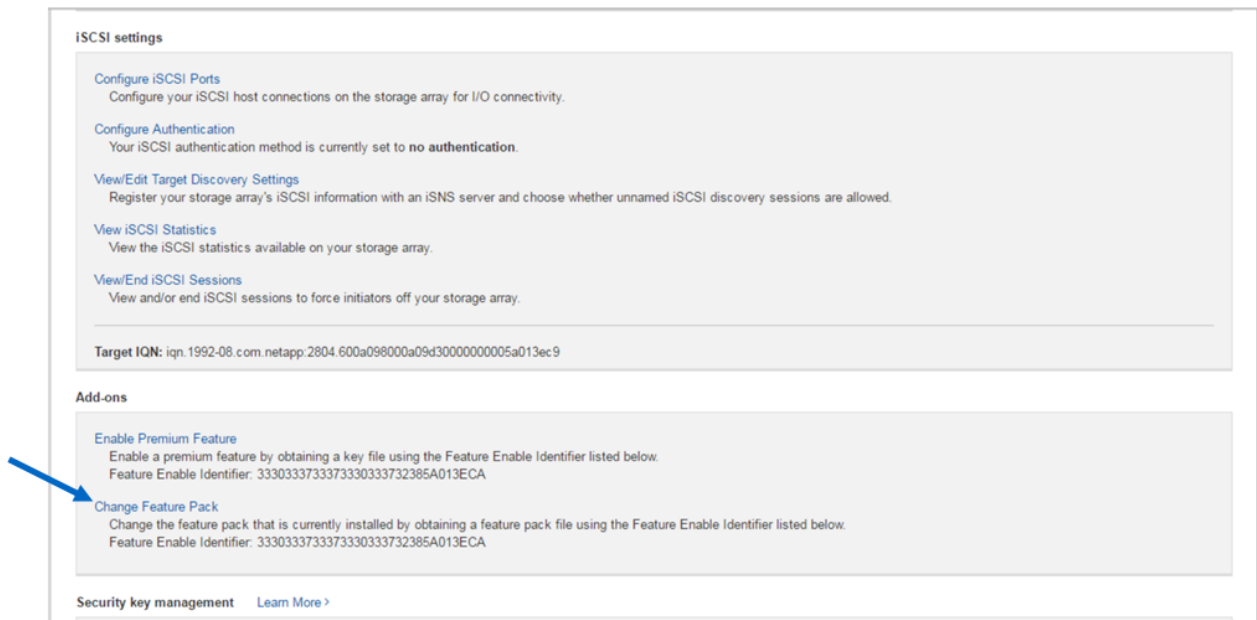 iSCSI settings
Configure iSCSI Ports
Configure your iSCSI host connections on the storage array for I/O connectivity.
Configure Authentication
Your iSCSI authentication method is currently set to no authentication.
View/Edit Target Discovery Settings
Register your storage array's iSCSI information with an iSNS server and choose whether unnamed iSCSI discovery sessions are allowed.
View iSCSI Statistics
View the iSCSI statistics available on your storage array.
View/End iSCSI Sessions
View and/or end iSCSI sessions to force initiators off your storage array.
Target IQN: iqn.1992-08.com.netapp:2804.600a098000a09d30000000005a013ec9
Add-ons
Enable Premium Feature
Enable a premium feature by obtaining a key file using the Feature Enable Identifier listed below.
Feature Enable Identifier: 3330333733373330333732385A013ECA
Change Feature Pack
Change the feature pack that is currently installed by obtaining a feature pack file using the Feature Enable Identifier listed below.
Feature Enable Identifier: 3330333733373330333732385A013ECA
Security key management Learn More >